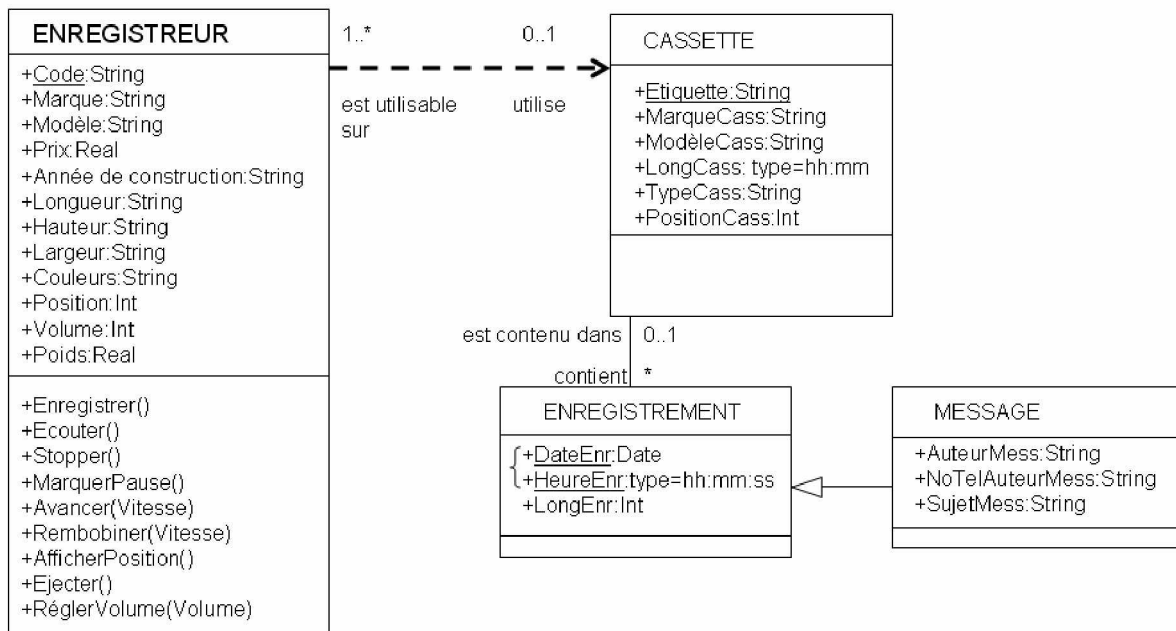 ENREGISTREUR
+Code:String
+Marque:String
+Modèle:String
+Prix:Real
+Année de construction:String
+Longueur:String
+Hauteur:String
+Largeur:String
+Couleurs:String
+Position:Int
+Volume:Int
+Poids:Real
+Enregistrer()
+Ecouter()
+Stopper()
+MarquerPause()
+Avancer(Vitesse)
+Rembobiner(Vitesse)
+AfficherPosition()
+Ejecter()
+RéglerVolume(Volume)
1..* 0..1
est utilisable utilise
sur
CASSETTE
+Etiquette:String
+MarqueCass:String
+ModèleCass:String
+LongCass: type=hh:mm
+TypeCass:String
+PositionCass:Int
est contenu dans 0..1
contient *
ENREGISTREMENT
+DateEnr:Date
+HeureEnr:type=hh:mm:ss
+LongEnr:Int
MESSAGE
+AuteurMess:String
+NoTelAuteurMess:String
+SujetMess:String